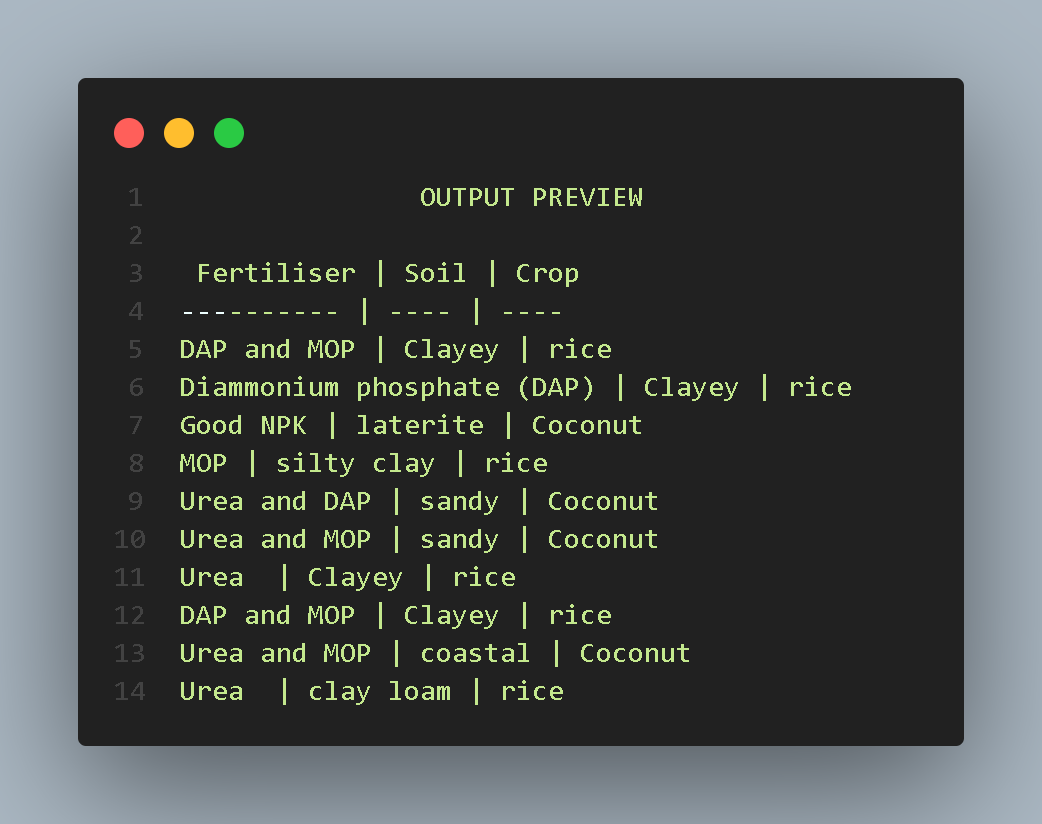 1 OUTPUT PREVIEW
2
3 Fertiliser | Soil | Crop
4 ---------- | ---- | ----
5 DAP and MOP | Clayey | rice
6 Diammonium phosphate (DAP) | Clayey | rice
7 Good NPK | laterite | Coconut
8 MOP | silty clay | rice
9 Urea and DAP | sandy | Coconut
10 Urea and MOP | sandy | Coconut
11 Urea  | Clayey | rice
12 DAP and MOP | Clayey | rice
13 Urea and MOP | coastal | Coconut
14 Urea  | clay loam | rice